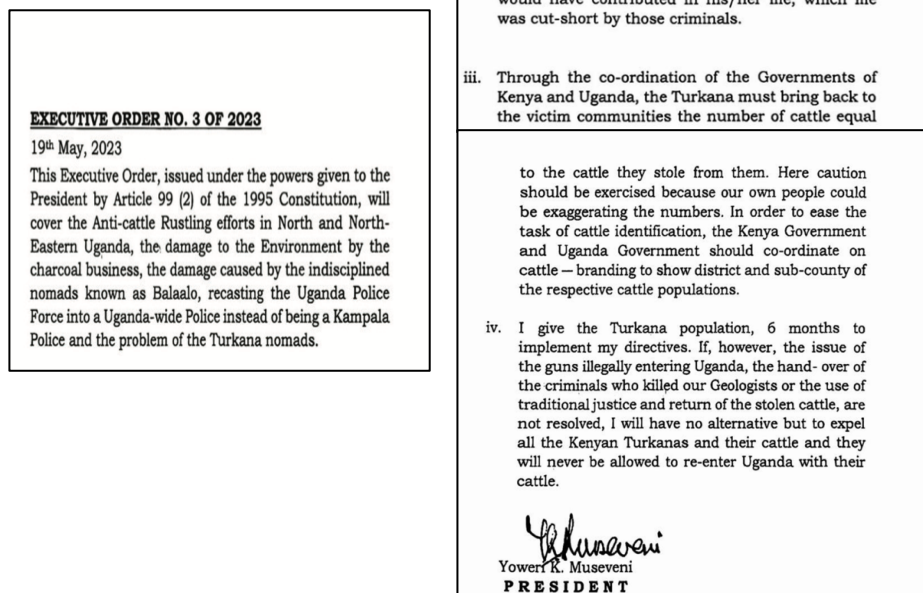 EXECUTIVE ORDER NO. 3 OF 2023
19th May, 2023
This Executive Order, issued under the powers given to the
President by Article 99 (2) of the 1995 Constitution, will
cover the Anti-cattle Rustling efforts in North and North-
Eastern Uganda, the damage to the Environment by the
charcoal business, the damage caused by the indisciplined
nomads known as Balaalo, recasting the Uganda Police
Force into a Uganda-wide Police instead of being a Kampala
Police and the problem of the Turkana nomads.
would have contributed in his/her life, which life
was cut-short by those criminals.
iii. Through the co-ordination of the Governments of
Kenya and Uganda, the Turkana must bring back to
the victim communities the number of cattle equal
to the cattle they stole from them. Here caution
should be exercised because our own people could
be exaggerating the numbers. In order to ease the
task of cattle identification, the Kenya Government
and Uganda Government should co-ordinate on
cattle – branding to show district and sub-county of
the respective cattle populations.
iv. I give the Turkana population, 6 months to
implement my directives. If, however, the issue of
the guns illegally entering Uganda, the hand- over of
the criminals who killed our Geologists or the use of
traditional justice and return of the stolen cattle, are
not resolved, I will have no alternative but to expel
all the Kenyan Turkanas and their cattle and they
will never be allowed to re-enter Uganda with their
cattle.
Yoweri K. Museveni
PRESIDENT